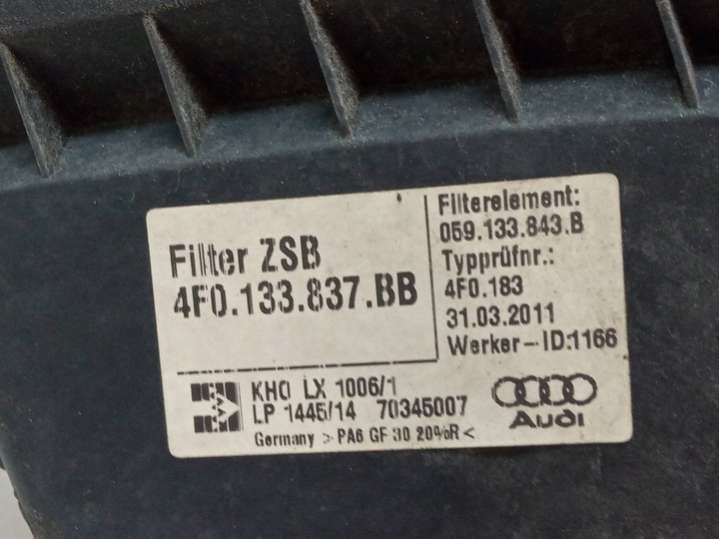 Filter ZSB
4F0.133.837.BB
Filterelement:
059.133.843.B
Typprüfnr.:
4F0.183
31.03.2011
Werker-ID:1166
KHO LX 1006/1
LP 1445/14 70345007
Germany >PA6 GF 30 20%R<
Audi